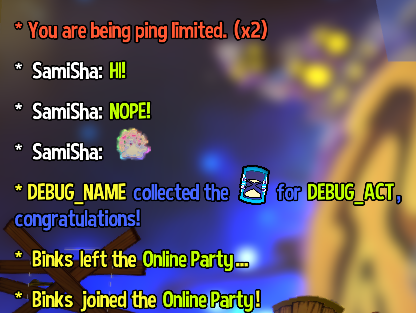 * You are being ping limited. (x2)
* SamiSha: HI!
* SamiSha: NOPE!
* SamiSha:
* DEBUG_NAME collected the for DEBUG_ACT,
congratulations!
* Binks left the Online Party...
* Binks joined the Online Party!